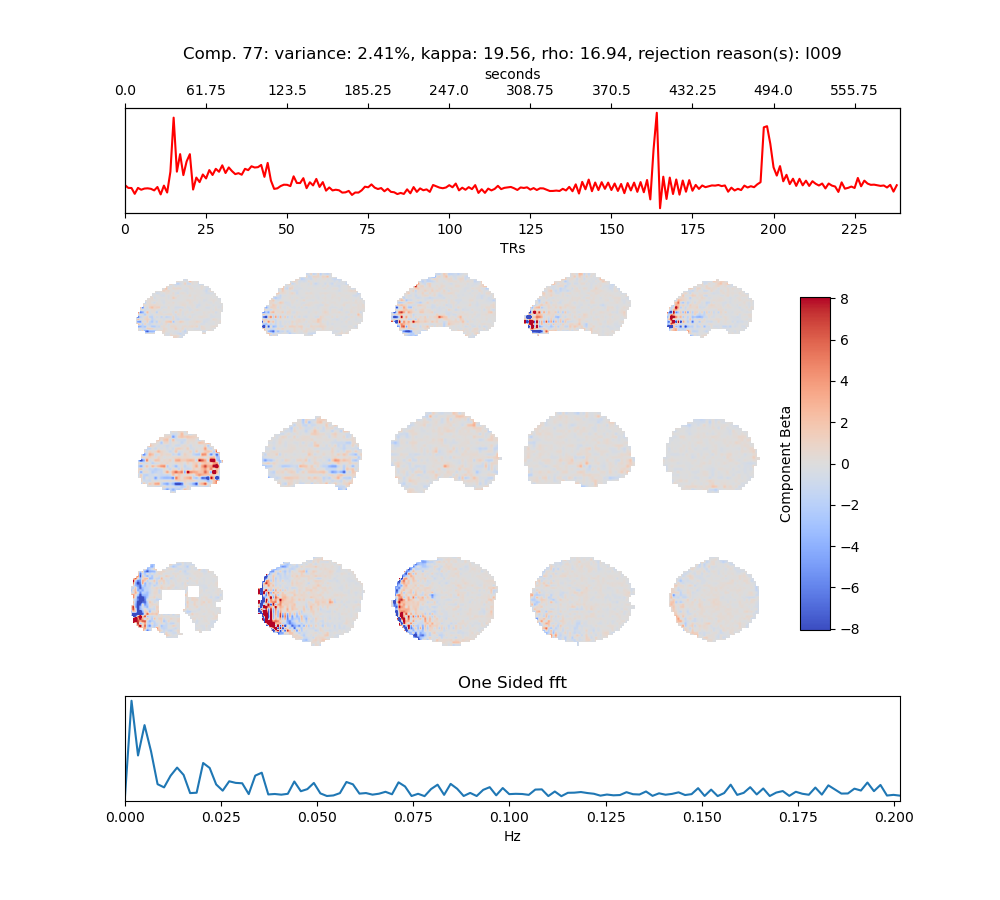 Comp. 77: variance: 2.41%, kappa: 19.56, rho: 16.94, rejection reason(s): I009
seconds
0.0 61.75 123.5 185.25 247.0 308.75 370.5 432.25 494.0 555.75
0 25 50 75 100 125 150 175 200 225
TRs
8
6
4
2
0
−2
−4
−6
−8
Component Beta
One Sided fft
0.000 0.025 0.050 0.075 0.100 0.125 0.150 0.175 0.200
Hz